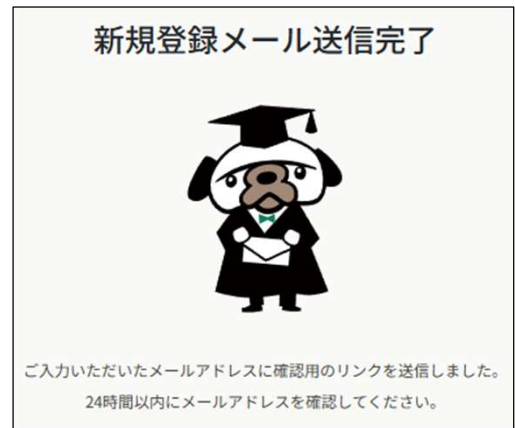 新規登録メール送信完了
ご入力いただいたメールアドレスに確認用のリンクを送信しました。
24時間以内にメールアドレスを確認してください。